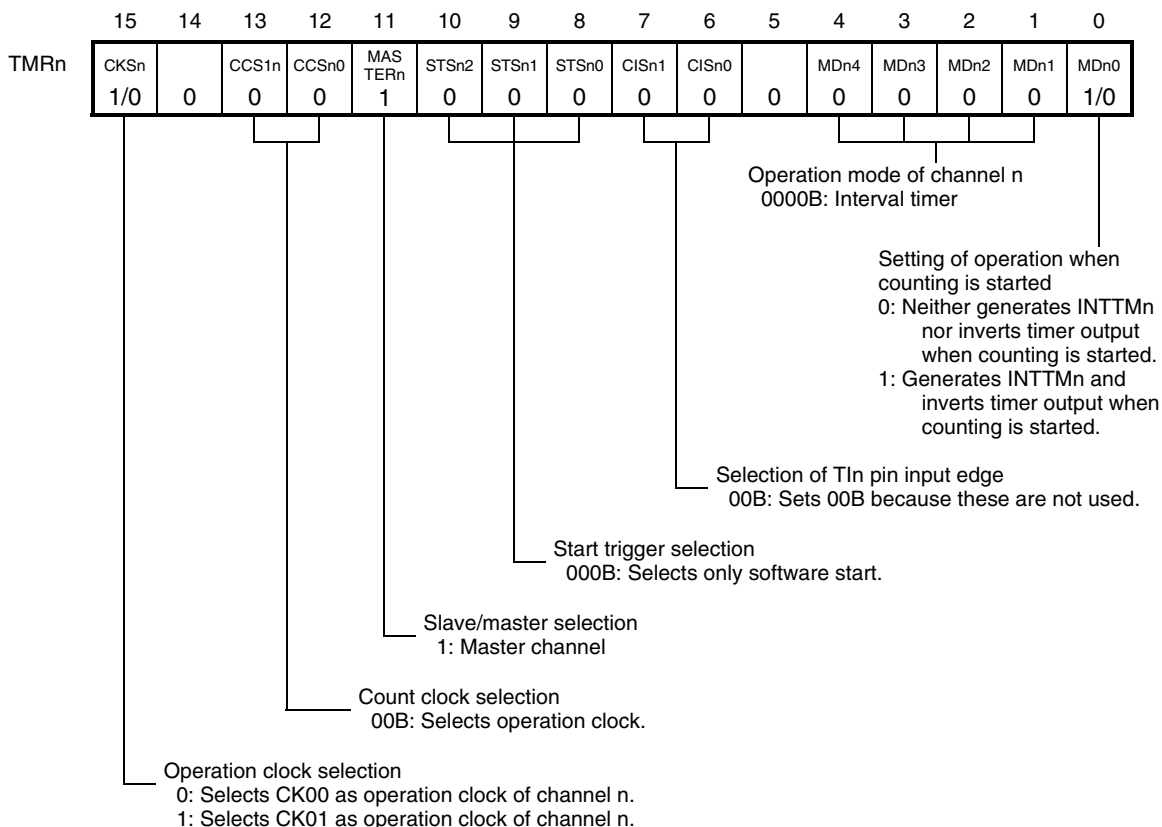 15 14 13 12 11 10 9 8 7 6 5 4 3 2 1 0
TMRn CKSn CCS1n CCSn0 MAS TERn STSn2 STSn1 STSn0 CISn1 CISn0 MDn4 MDn3 MDn2 MDn1 MDn0
1/0 0 0 0 1 0 0 0 0 0 0 0 0 0 0 1/0
Operation mode of channel n
0000B: Interval timer
Setting of operation when
counting is started
0: Neither generates INTTMn
nor inverts timer output
when counting is started.
1: Generates INTTMn and
inverts timer output when
counting is started.
Selection of TIn pin input edge
00B: Sets 00B because these are not used.
Start trigger selection
000B: Selects only software start.
Slave/master selection
1: Master channel
Count clock selection
00B: Selects operation clock.
Operation clock selection
0: Selects CK00 as operation clock of channel n.
1: Selects CK01 as operation clock of channel n.